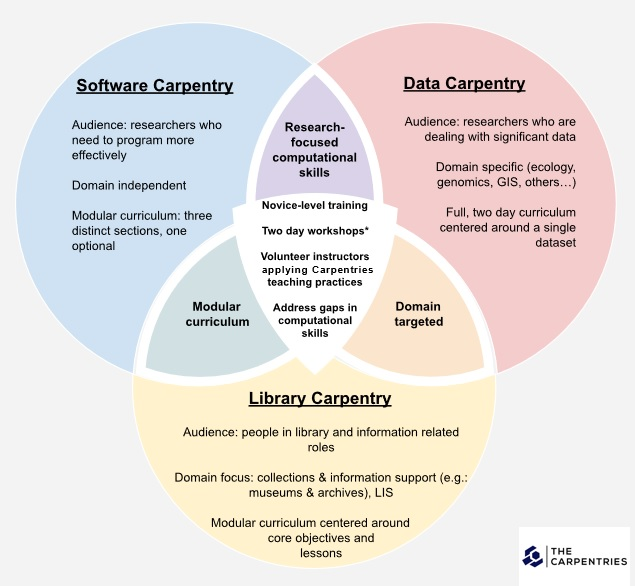 Software Carpentry
Audience: researchers who
need to program more
effectively
Domain independent
Modular curriculum: three
distinct sections, one
optional
Data Carpentry
Audience: researchers who are
dealing with significant data
Domain specific (ecology,
genomics, GIS, others…)
Full, two day curriculum
centered around a single
dataset
Research-
focused
computational
skills
Novice-level training
Two day workshops*
Volunteer instructors
applying Carpentries
teaching practices
Address gaps in
computational
skills
Modular
curriculum
Domain
targeted
Library Carpentry
Audience: people in library and information related
roles
Domain focus: collections & information support (e.g.:
museums & archives), LIS
Modular curriculum centered around
core objectives and
lessons
THE
CARPENTRIES